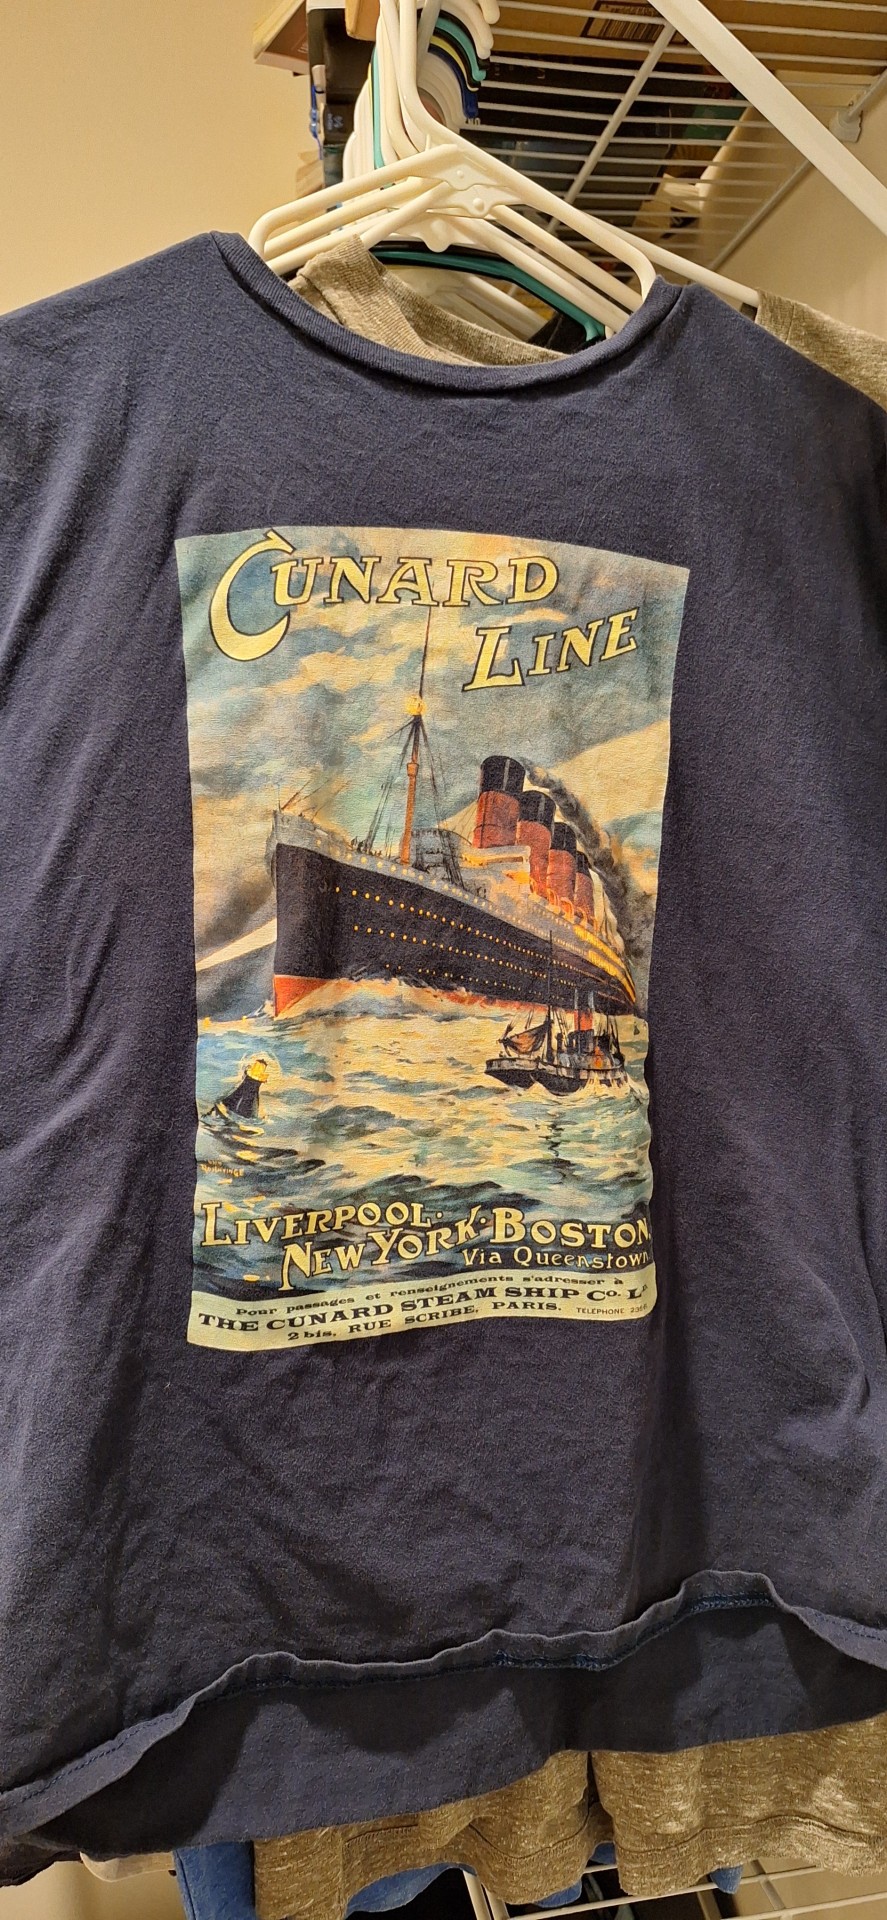 CUNARD
LINE
LIVERPOOL·
NEW YORK·BOSTON.
Via Queenstown.
Pour passages et renseignements s'adresser à
THE CUNARD STEAM SHIP Co.
2 bis, RUE SCRIBE, PARIS.
TELEPHONE